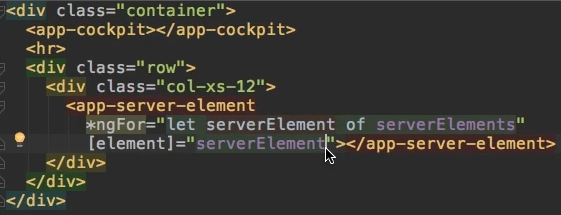 <div class="container">
<app-cockpit></app-cockpit>
<hr>
<div class="row">
<div class="col-xs-12">
<app-server-element
*ngFor="let serverElement of serverElements"
[element]="serverElement"></app-server-element>
</div>
</div>
</div>